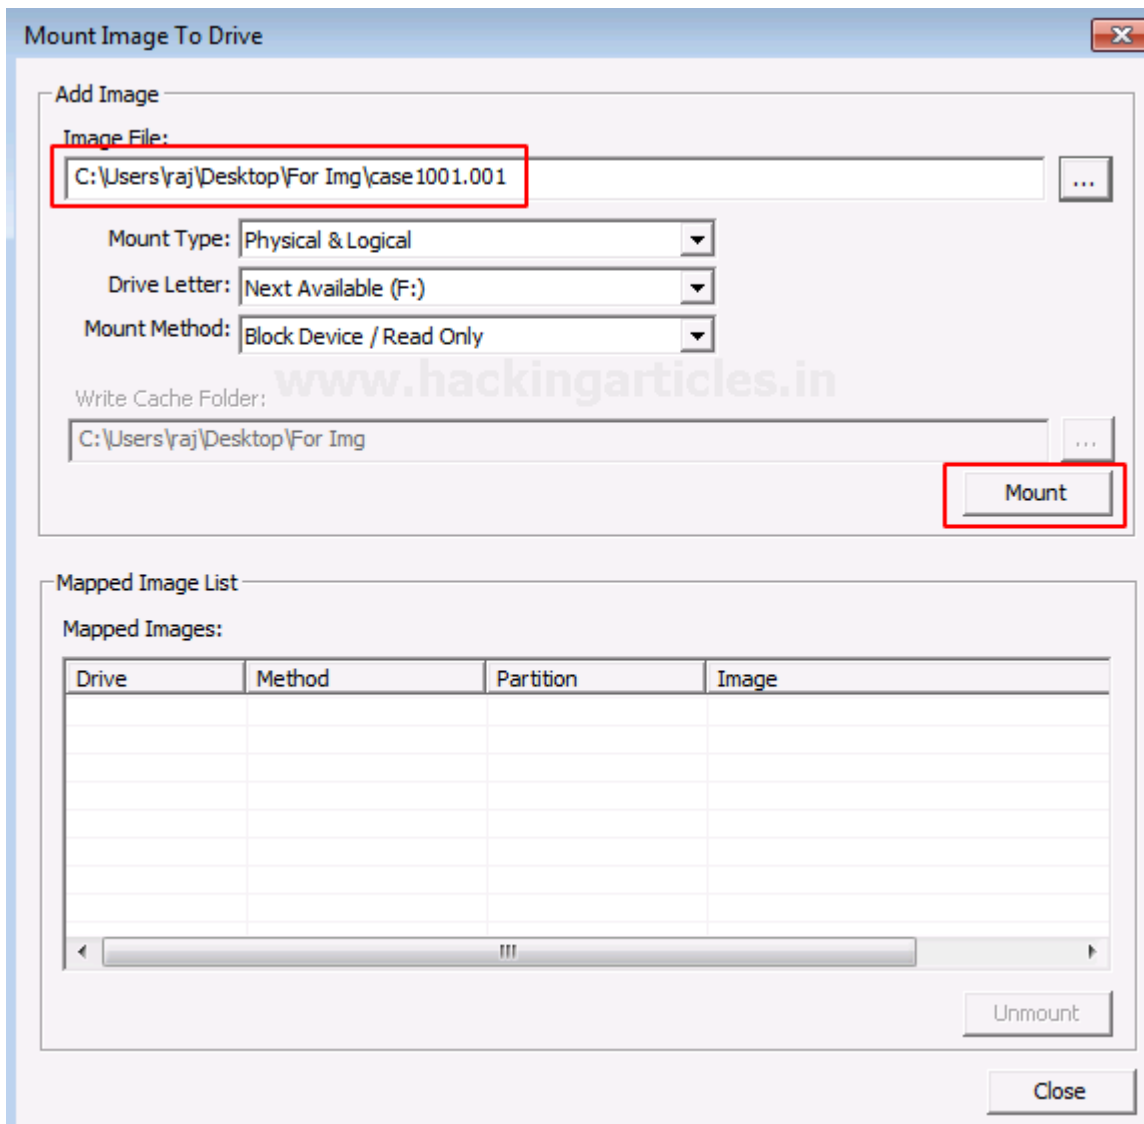 Mount Image To Drive
Add Image
Image File:
C:\Users\raj\Desktop\For Img\case1001.001
...
Mount Type: Physical & Logical
Drive Letter: Next Available (F:)
Mount Method: Block Device / Read Only
www.hackingarticles.in
Write Cache Folder:
C:\Users\raj\Desktop\For Img
...
Mount
Mapped Image List
Mapped Images:
Drive Method Partition Image
Unmount
Close